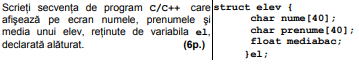 Scrieți secvența de program C/C++ care
afișează pe ecran numele, prenumele și
media unui elev, reținute de variabila el,
declarată alăturat. (6p.)
struct elev {
char nume[40];
char prenume[40];
float mediabac;
}el;